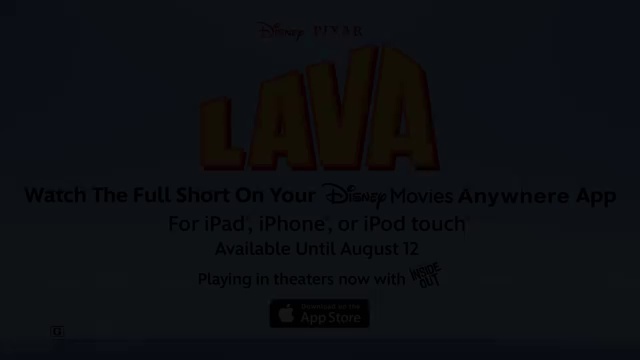 Disney PIXAR
LAVA
Watch The Full Short On Your Disney Movies Anywhere App
For iPad, iPhone, or iPod touch
Available Until August 12
Playing in theaters now with INSIDE OUT
Download on the
App Store
G